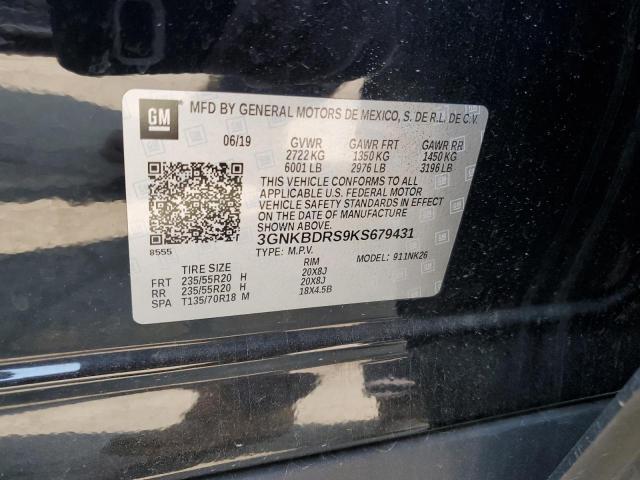 GM
MFD BY GENERAL MOTORS DE MEXICO, S. DE R.L. DE C.V.
06/19 GVWR GAWR FRT GAWR RR
2722 KG 1350 KG 1450 KG
6001 LB 2976 LB 3196 LB
THIS VEHICLE CONFORMS TO ALL
APPLICABLE U.S. FEDERAL MOTOR
VEHICLE SAFETY STANDARDS IN EFFECT
ON THE DATE OF MANUFACTURE
SHOWN ABOVE.
8555
3GNKBDRS9KS679431
TYPE: M.P.V. 911NK26
TIRE SIZE RIM
FRT 235/55R20 H 20X8J
RR 235/55R20 H 20X8J
SPA T135/70R18 M 18X4.5B